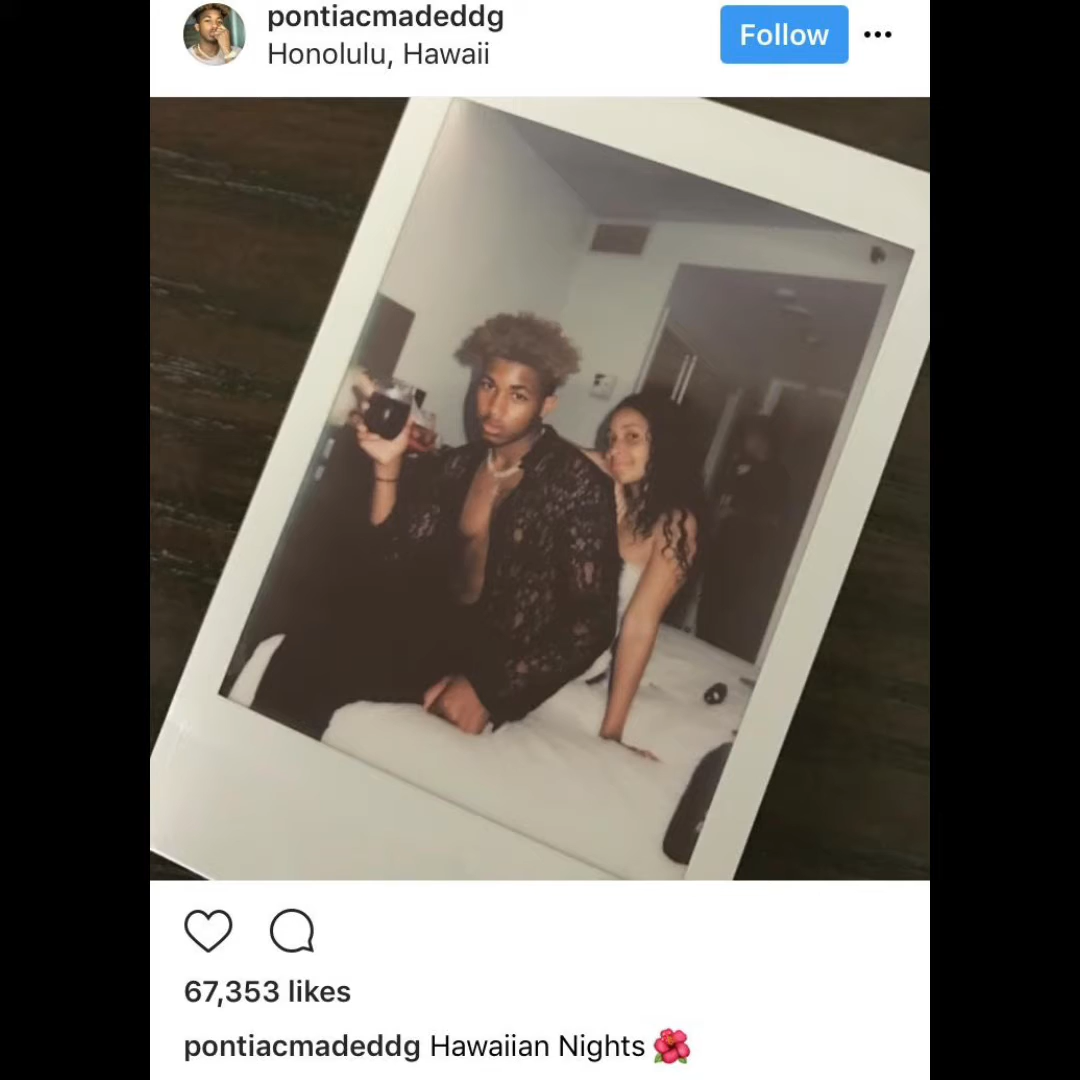 pontiacmadeddg
Honolulu, Hawaii
Follow
67,353 likes
pontiacmadeddg Hawaiian Nights 🌺